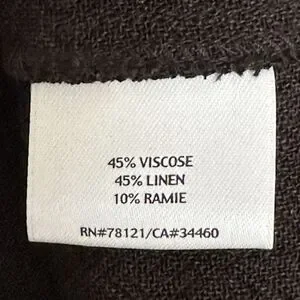 45% VISCOSE
45% LINEN
10% RAMIE
RN#78121/CA#34460